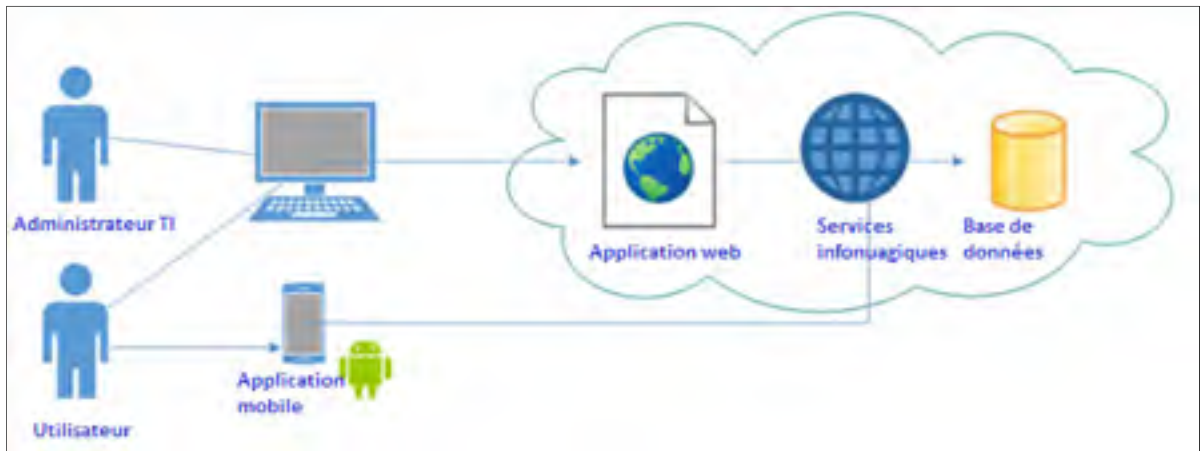 Administrateur TI
Application web
Services
infonuagiques
Base de
données
Application
mobile
Utilisateur